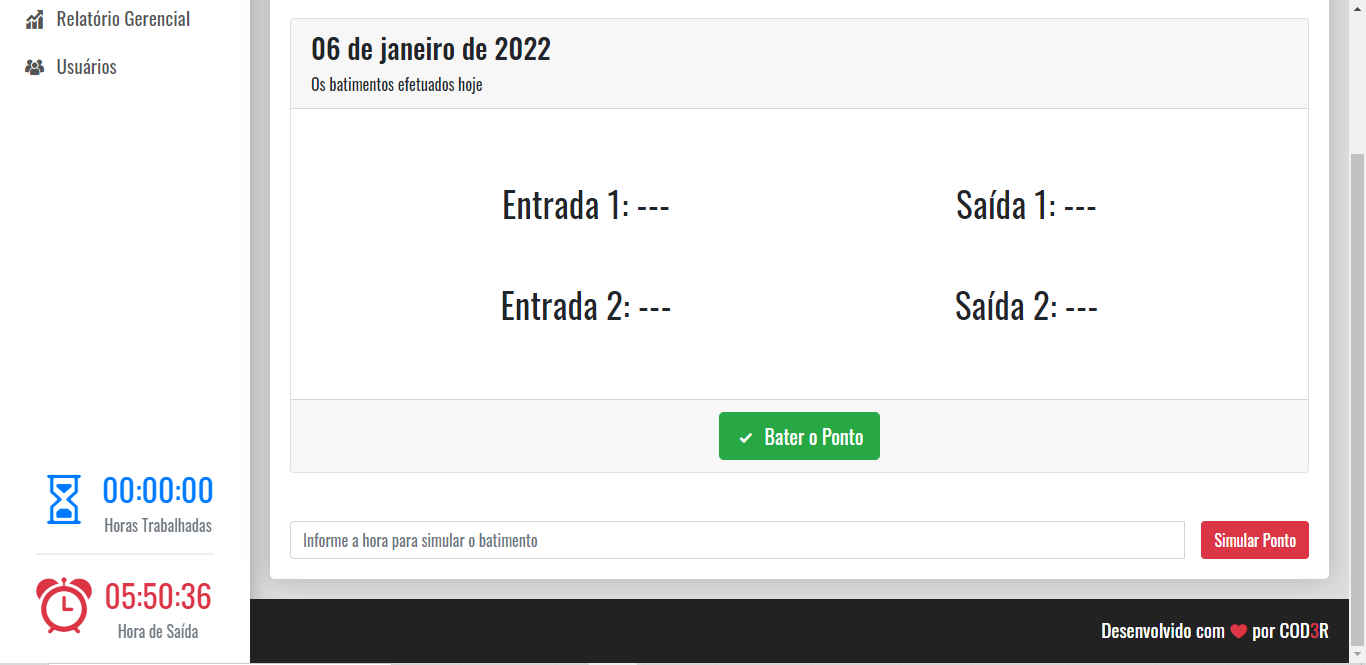 Relatório Gerencial
Usuários
00:00:00
Horas Trabalhadas
05:50:36
Hora de Saída
06 de janeiro de 2022
Os batimentos efetuados hoje
Entrada 1: --- Saída 1: ---
Entrada 2: --- Saída 2: ---
Bater o Ponto
Informe a hora para simular o batimento Simular Ponto
Desenvolvido com ❤ por COD3R